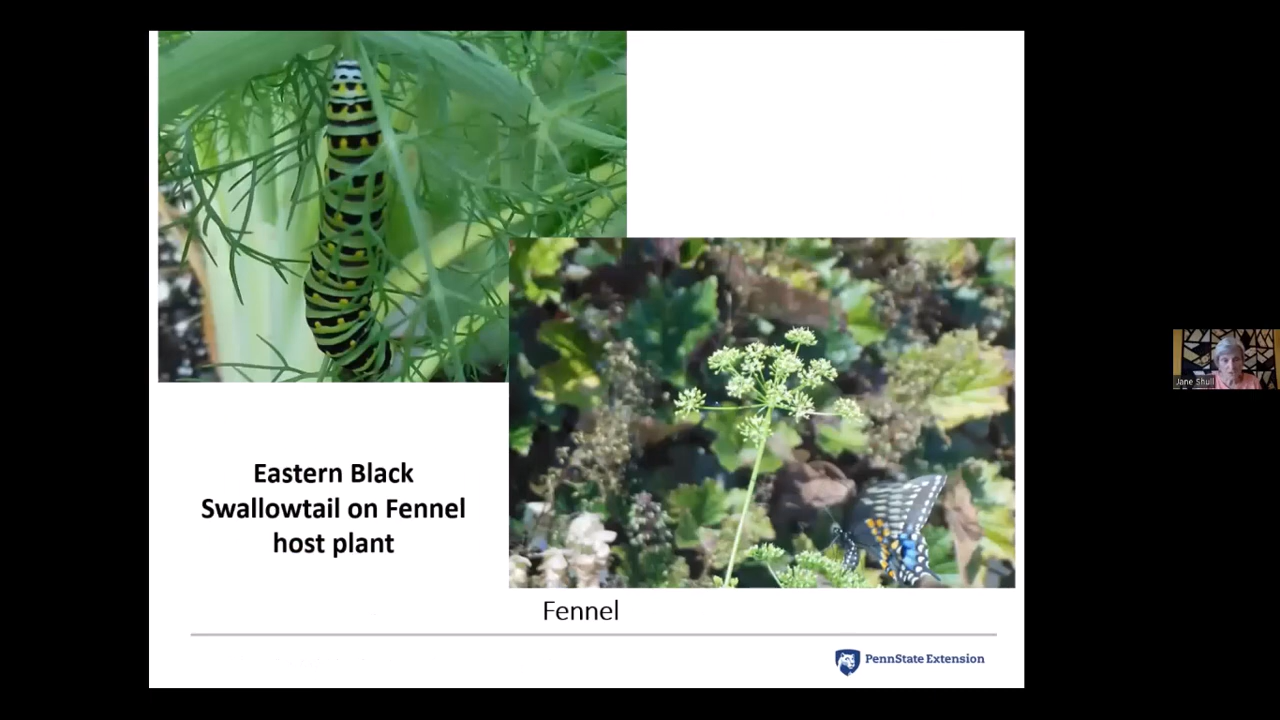 Eastern Black
Swallowtail on Fennel
host plant
Fennel
PennState Extension
Jane Shull